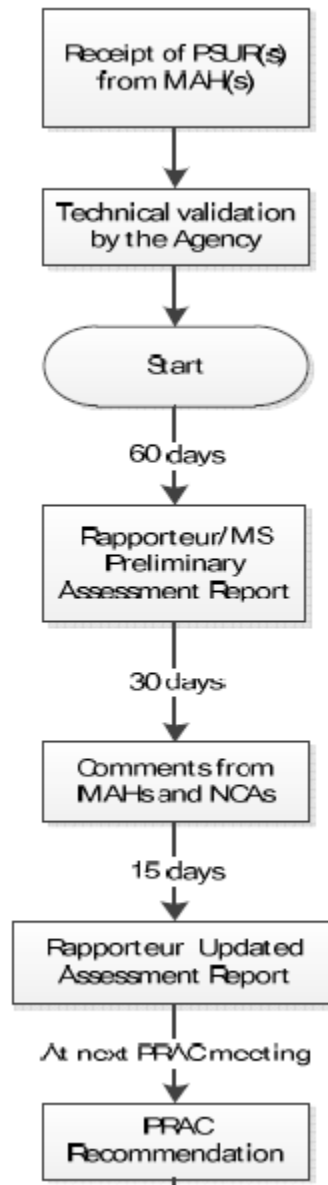 Receipt of PSUR(s)
from MAH(s)
Technical validation
by the Agency
Start
60 days
Rapporteur/MS
Preliminary
Assessment Report
30 days
Comments from
MAHs and NCAs
15 days
Rapporteur Updated
Assessment Report
At next PRAC meeting
PRAC
Recommendation